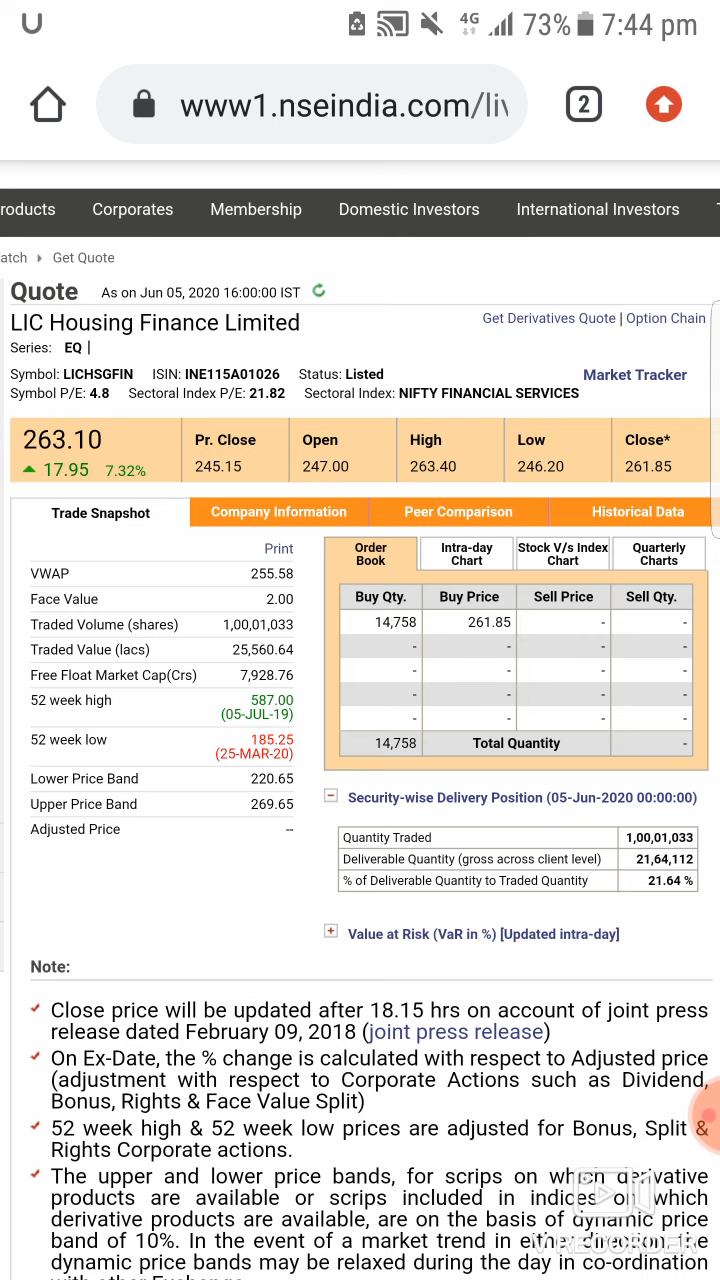 4G 73% 7:44 pm
www1.nseindia.com/liv
2
roducts Corporates Membership Domestic Investors International Investors
atch Get Quote
Quote As on Jun 05, 2020 16:00:00 IST
LIC Housing Finance Limited Get Derivatives Quote | Option Chain
Series: EQ |
Symbol: LICHSGFIN ISIN: INE115A01026 Status: Listed Market Tracker
Symbol P/E: 4.8 Sectoral Index P/E: 21.82 Sectoral Index: NIFTY FINANCIAL SERVICES
263.10 Pr. Close Open High Low Close*
17.95 7.32% 245.15 247.00 263.40 246.20 261.85
Trade Snapshot Company Information Peer Comparison Historical Data
Print
VWAP 255.58
Face Value 2.00
Traded Volume (shares) 1,00,01,033
Traded Value (lacs) 25,560.64
Free Float Market Cap(Crs) 7,928.76
52 week high 587.00
(05-JUL-19)
52 week low 185.25
(25-MAR-20)
Lower Price Band 220.65
Upper Price Band 269.65
Adjusted Price --
Order Book Intra-day Chart Stock V/s Index Chart Quarterly Charts
Buy Qty. Buy Price Sell Price Sell Qty.
14,758 261.85 - -
- - - -
- - - -
- - - -
- - - -
14,758 Total Quantity -
Security-wise Delivery Position (05-Jun-2020 00:00:00)
Quantity Traded 1,00,01,033
Deliverable Quantity (gross across client level) 21,64,112
% of Deliverable Quantity to Traded Quantity 21.64 %
Value at Risk (VaR in %) [Updated intra-day]
Note:
Close price will be updated after 18.15 hrs on account of joint press
release dated February 09, 2018 (joint press release)
On Ex-Date, the % change is calculated with respect to Adjusted price
(adjustment with respect to Corporate Actions such as Dividend,
Bonus, Rights & Face Value Split)
52 week high & 52 week low prices are adjusted for Bonus, Split &
Rights Corporate actions.
The upper and lower price bands, for scrips on which derivative
products are available or scrips included in indices on which
derivative products are available, are on the basis of dynamic price
band of 10%. In the event of a market trend in either direction, the
dynamic price bands may be relaxed during the day in co-ordination
with other Exchange
VRECORDER